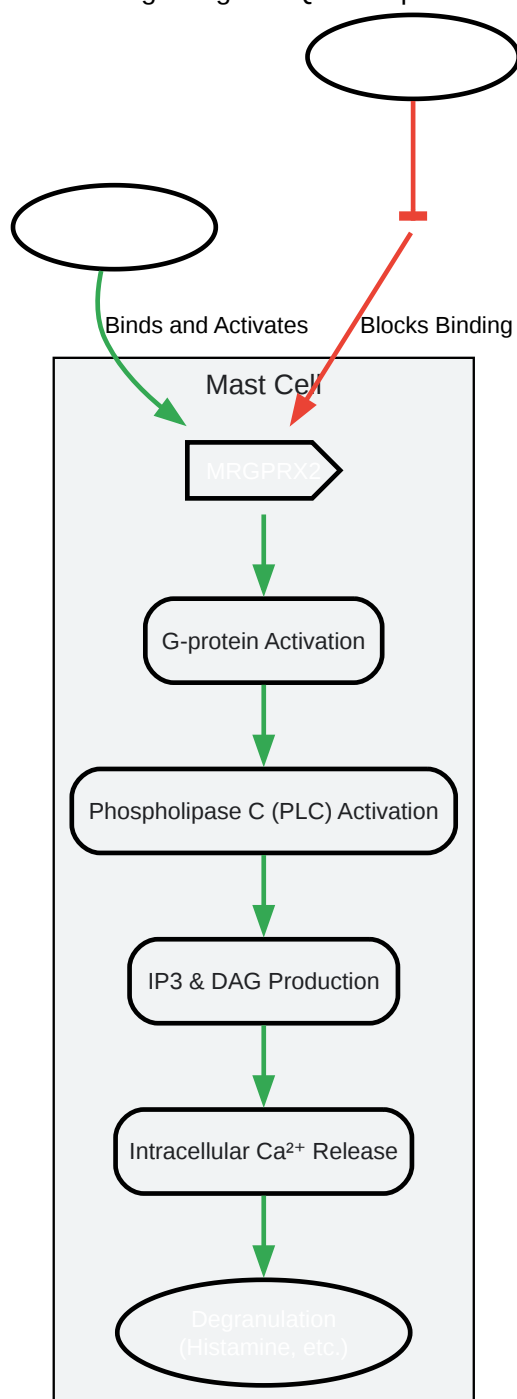 Binds and Activates
Blocks Binding
Mast Cell
MRGPRX2
G-protein Activation
Phospholipase C (PLC) Activation
IP3 & DAG Production
Intracellular Ca²⁺ Release
Degranulation
(Histamine, etc.)